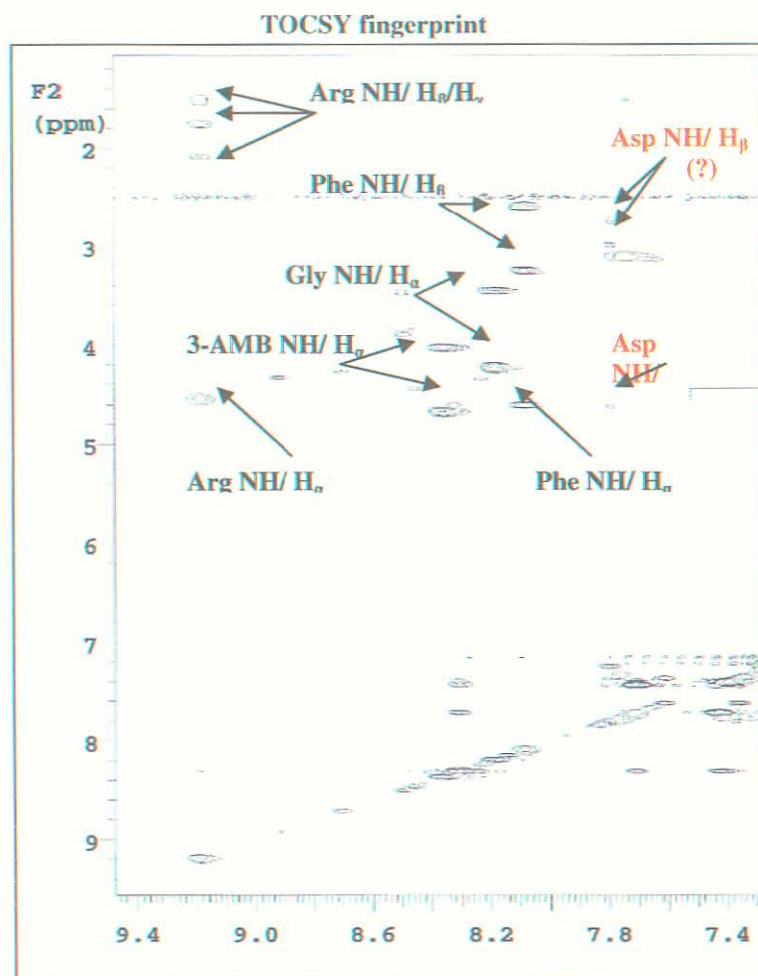 TOCSY fingerprint
F2
(ppm)
Arg NH/ Hβ/Hγ
2
Asp NH/ Hβ
(?)
Phe NH/ Hβ
3
Gly NH/ Hα
4
3-AMB NH/ Hα
Asp
NH/
5
Arg NH/ Hα
Phe NH/ Hα
6
7
8
9
9.4 9.0 8.6 8.2 7.8 7.4